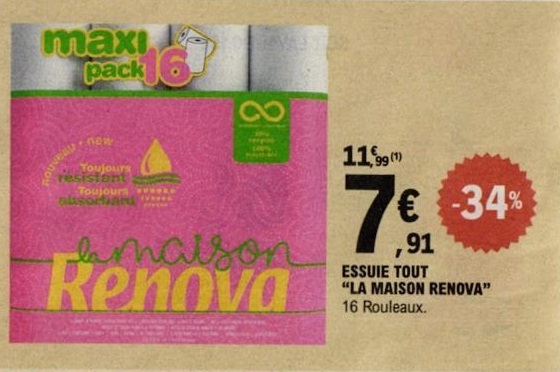 maxi
pack 16
nouveau • new
Toujours
résistant
Toujours
absorbant
100%
la maison
Renova
11€,99 (1)
7€,91
-34%
ESSUIE TOUT
“LA MAISON RENOVA”
16 Rouleaux.